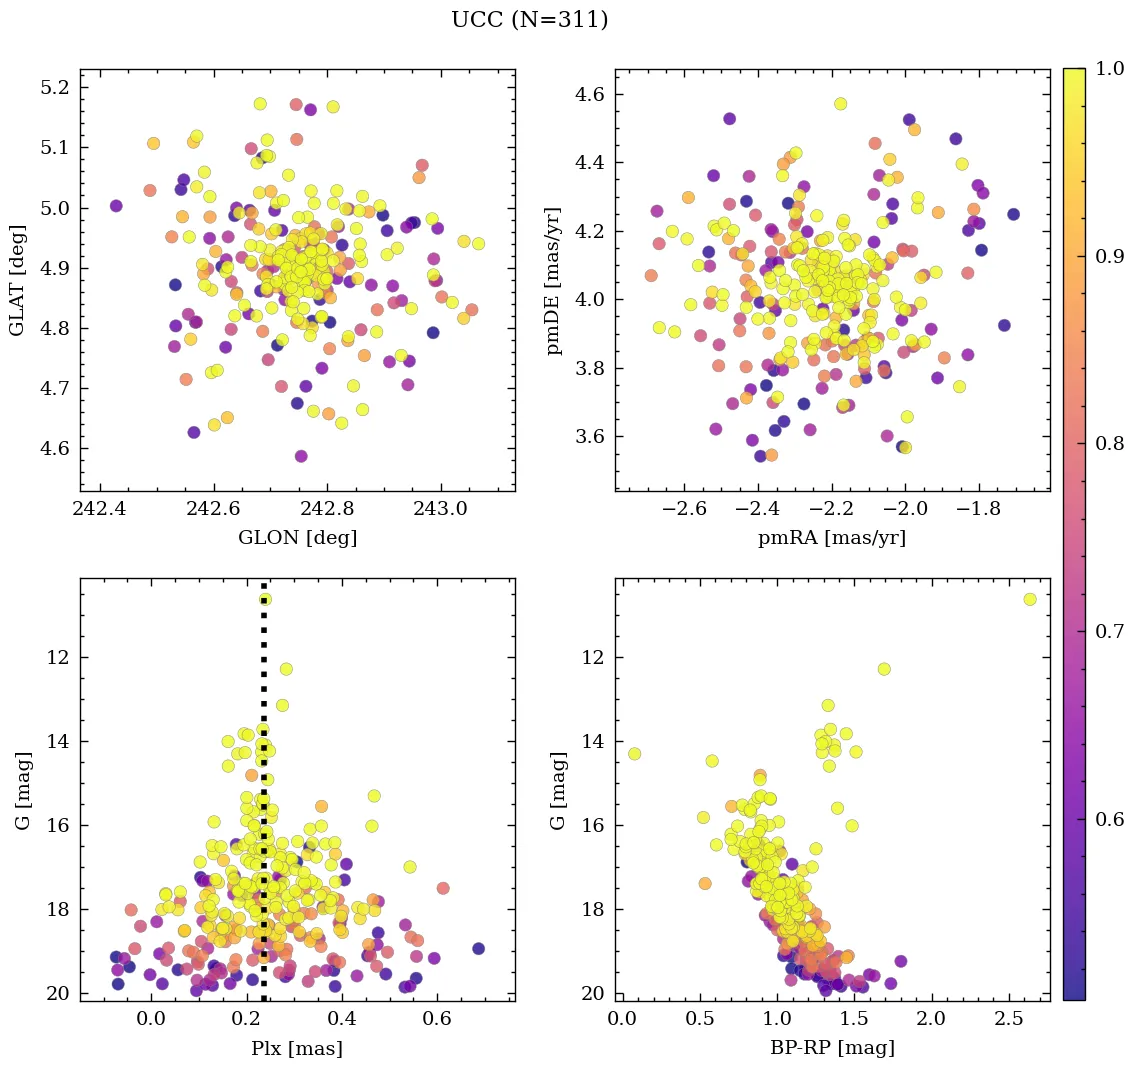 UCC (N=311)
5.2
5.1
5.0
4.9
4.8
4.7
4.6
GLAT [deg]
242.4 242.6 242.8 243.0
GLON [deg]
4.6
4.4
4.2
4.0
3.8
3.6
pmDE [mas/yr]
−2.6 −2.4 −2.2 −2.0 −1.8
pmRA [mas/yr]
1.0
0.9
0.8
0.7
0.6
12
14
16
18
20
G [mag]
0.0 0.2 0.4 0.6
Plx [mas]
12
14
16
18
20
G [mag]
0.0 0.5 1.0 1.5 2.0 2.5
BP-RP [mag]